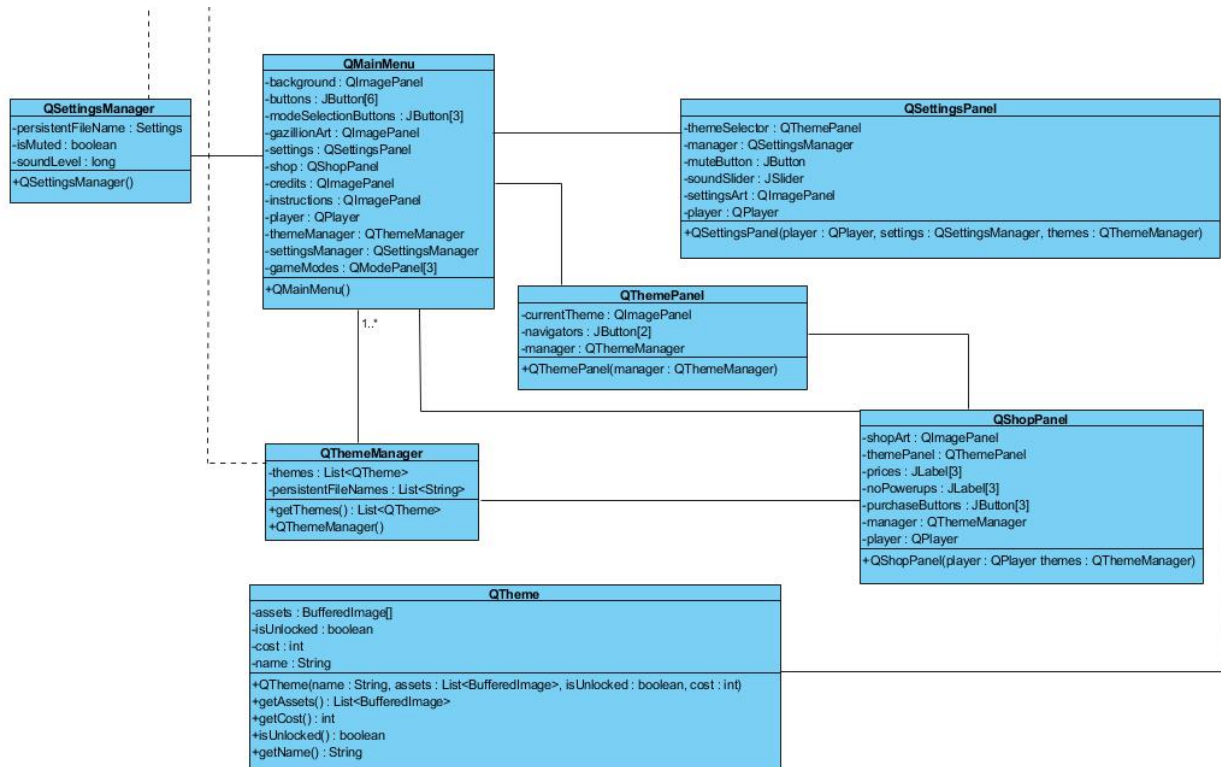 QMainMenu
-background : QImagePanel
-buttons : JButton[6]
-modeSelectionButtons : JButton[3]
-gazillionArt : QImagePanel
-settings : QSettingsPanel
-shop : QShopPanel
-credits : QImagePanel
-instructions : QImagePanel
-player : QPlayer
-themeManager : QThemeManager
-settingsManager : QSettingsManager
-gameModes : QModePanel[3]
+QMainMenu()
QSettingsManager
-persistentFileName : Settings
-isMuted : boolean
-soundLevel : long
+QSettingsManager()
QSettingsPanel
-themeSelector : QThemePanel
-manager : QSettingsManager
-muteButton : JButton
-soundSlider : JSlider
-settingsArt : QImagePanel
-player : QPlayer
+QSettingsPanel(player : QPlayer, settings : QSettingsManager, themes : QThemeManager)
QThemePanel
-currentTheme : QImagePanel
-navigators : JButton[2]
-manager : QThemeManager
+QThemePanel(manager : QThemeManager)
1..*
QShopPanel
-shopArt : QImagePanel
-themePanel : QThemePanel
-prices : JLabel[3]
-noPowerups : JLabel[3]
-purchaseButtons : JButton[3]
-manager : QThemeManager
-player : QPlayer
+QShopPanel(player : QPlayer themes : QThemeManager)
QThemeManager
-themes : List<QTheme>
-persistentFileNames : List<String>
+getThemes() : List<QTheme>
+QThemeManager()
QTheme
-assets : BufferedImage[]
-isUnlocked : boolean
-cost : int
-name : String
+QTheme(name : String, assets : List<BufferedImage>, isUnlocked : boolean, cost : int)
+getAssets() : List<BufferedImage>
+getCost() : int
+isUnlocked() : boolean
+getName() : String